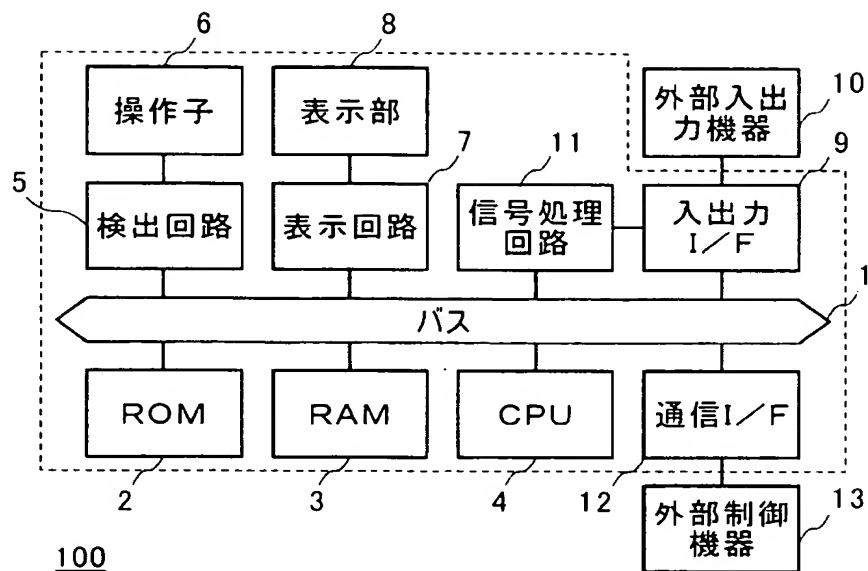 6
8
操作子
表示部
外部入出
力機器
10
5
7
11
9
検出回路
表示回路
信号処理
回路
入出力
I/F
1
バス
ROM
RAM
CPU
通信I/F
2
3
4
12
外部制御
機器
13
100